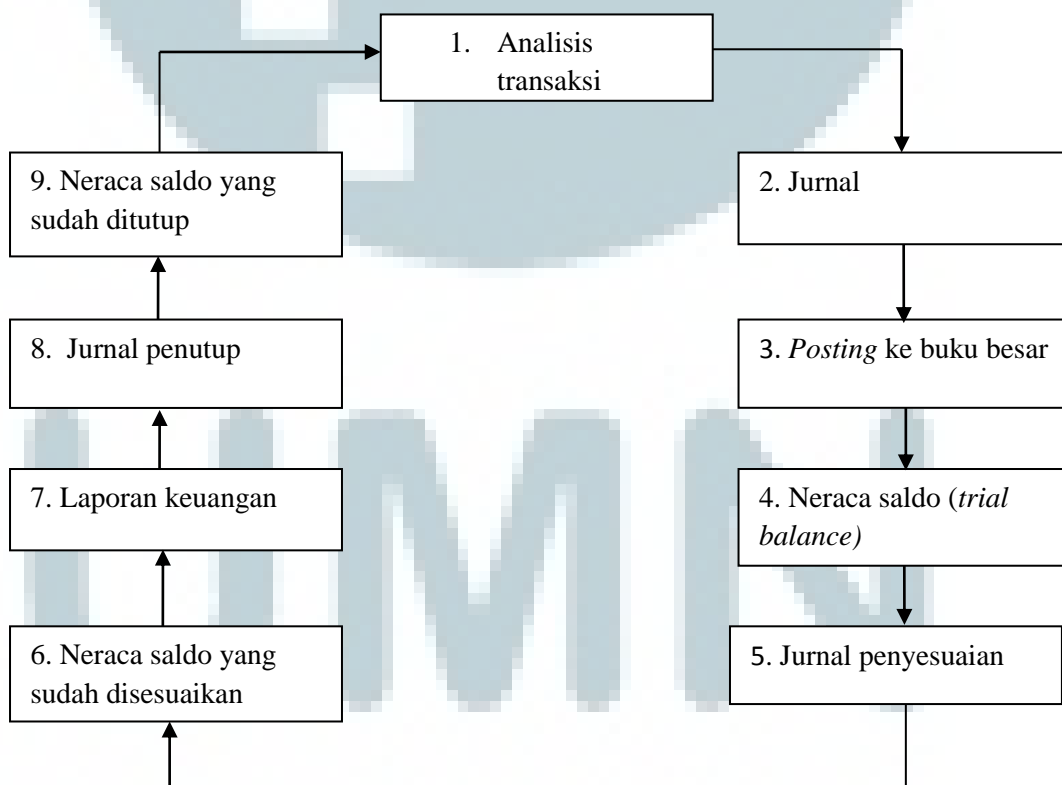 1. Analisis
transaksi
2. Jurnal
3. Posting ke buku besar
4. Neraca saldo (trial
balance)
5. Jurnal penyesuaian
6. Neraca saldo yang
sudah disesuaikan
7. Laporan keuangan
8. Jurnal penutup
9. Neraca saldo yang
sudah ditutup
UMN